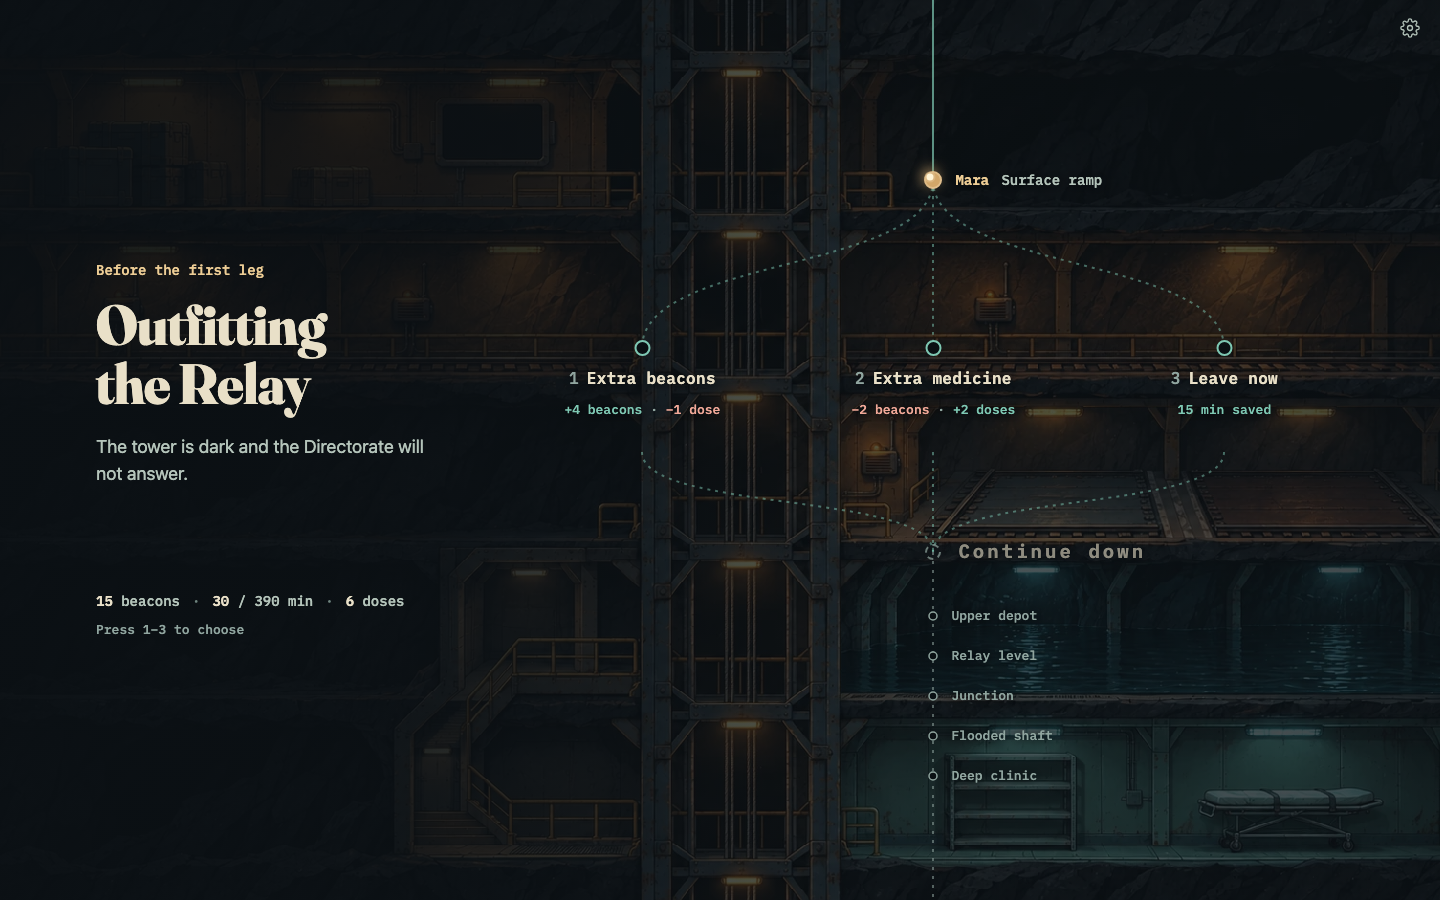 Mara Surface ramp
Before the first leg
Outfitting
the Relay
The tower is dark and the Directorate will
not answer.
1 Extra beacons
+4 beacons · −1 dose
2 Extra medicine
−2 beacons · +2 doses
3 Leave now
15 min saved
Continue down
15 beacons · 30 / 390 min · 6 doses
Press 1–3 to choose
Upper depot
Relay level
Junction
Flooded shaft
Deep clinic